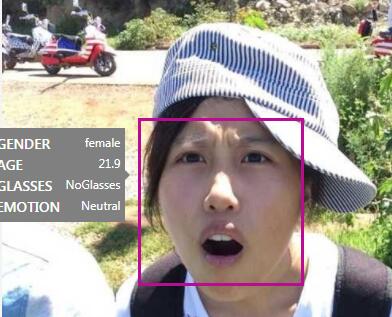 GENDER female
AGE 21.9
GLASSES NoGlasses
EMOTION Neutral